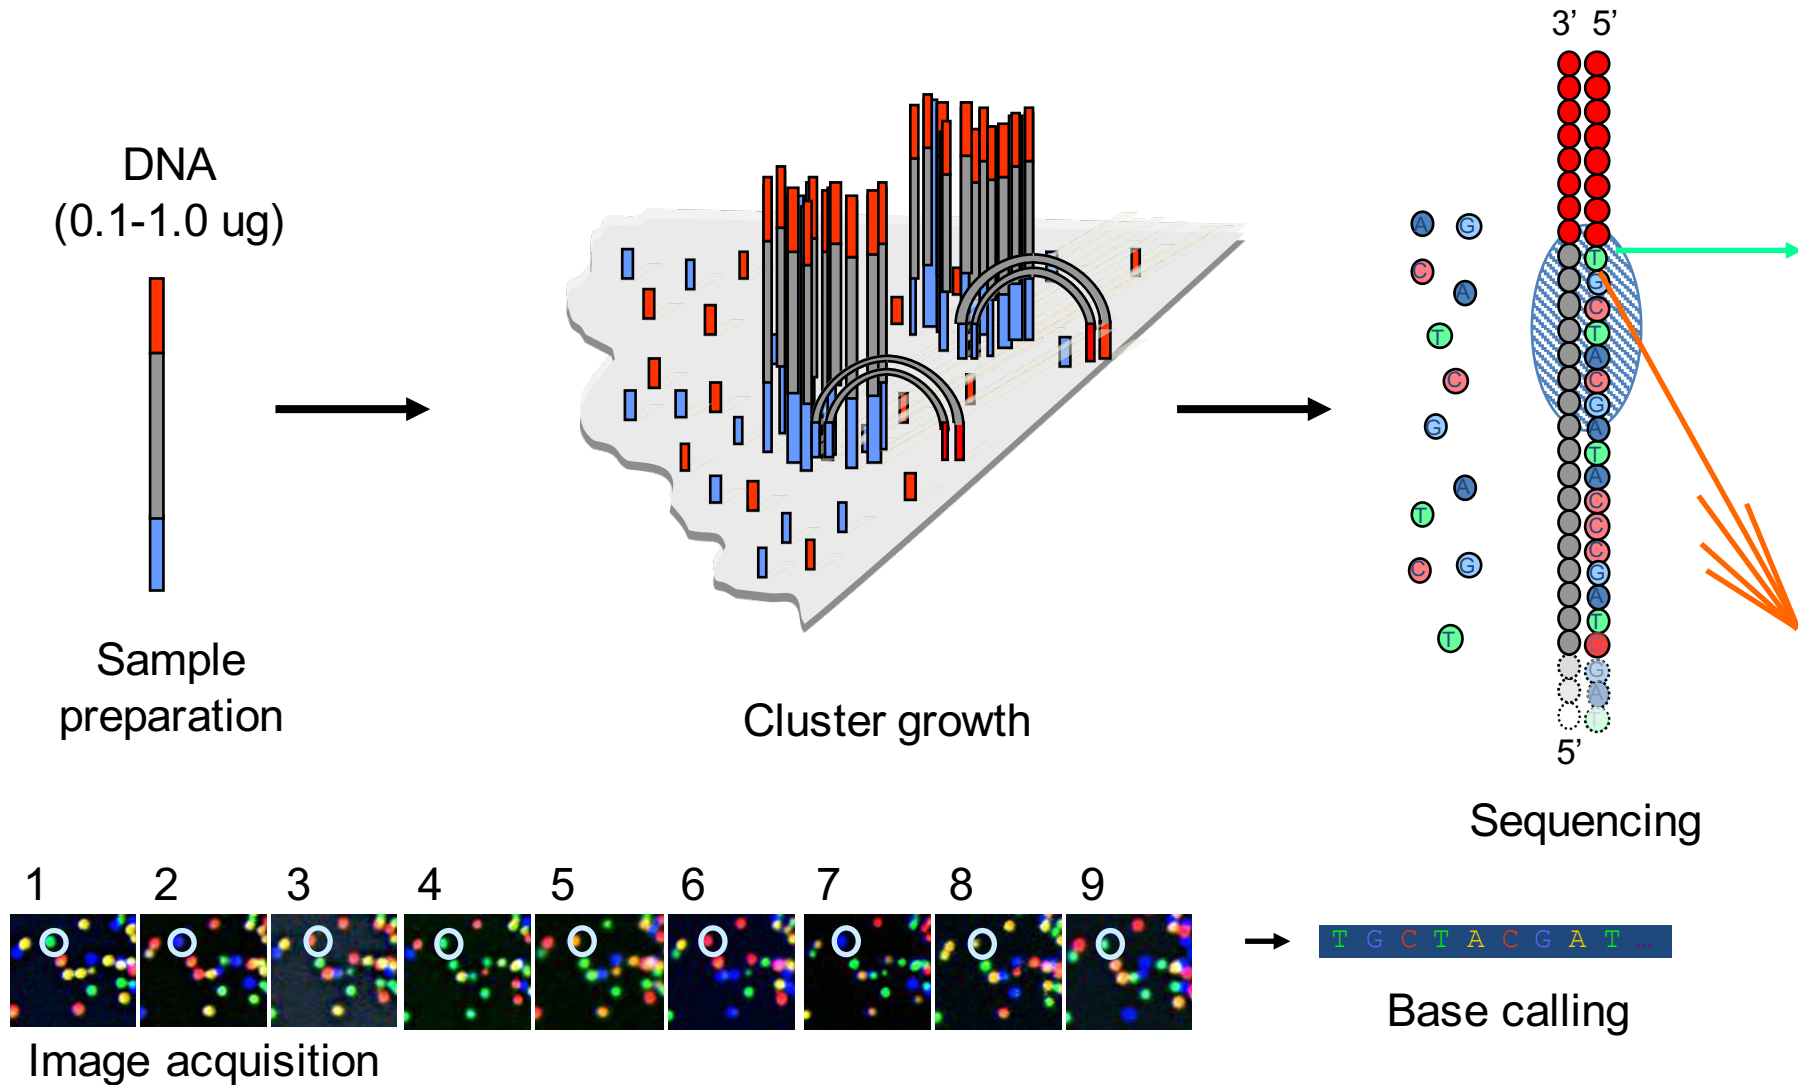 3’ 5’
DNA
(0.1-1.0 ug)
A G
C
A
T
C
G
A
T
C G
T
T
G
C
T
A
C
G
A
T
A
C
C
C
G
A
T
C
G
A
T
5’
Sample
preparation
Cluster growth
Sequencing
1 2 3 4 5 6 7 8 9
T G C T A C G A T ...
Base calling
Image acquisition